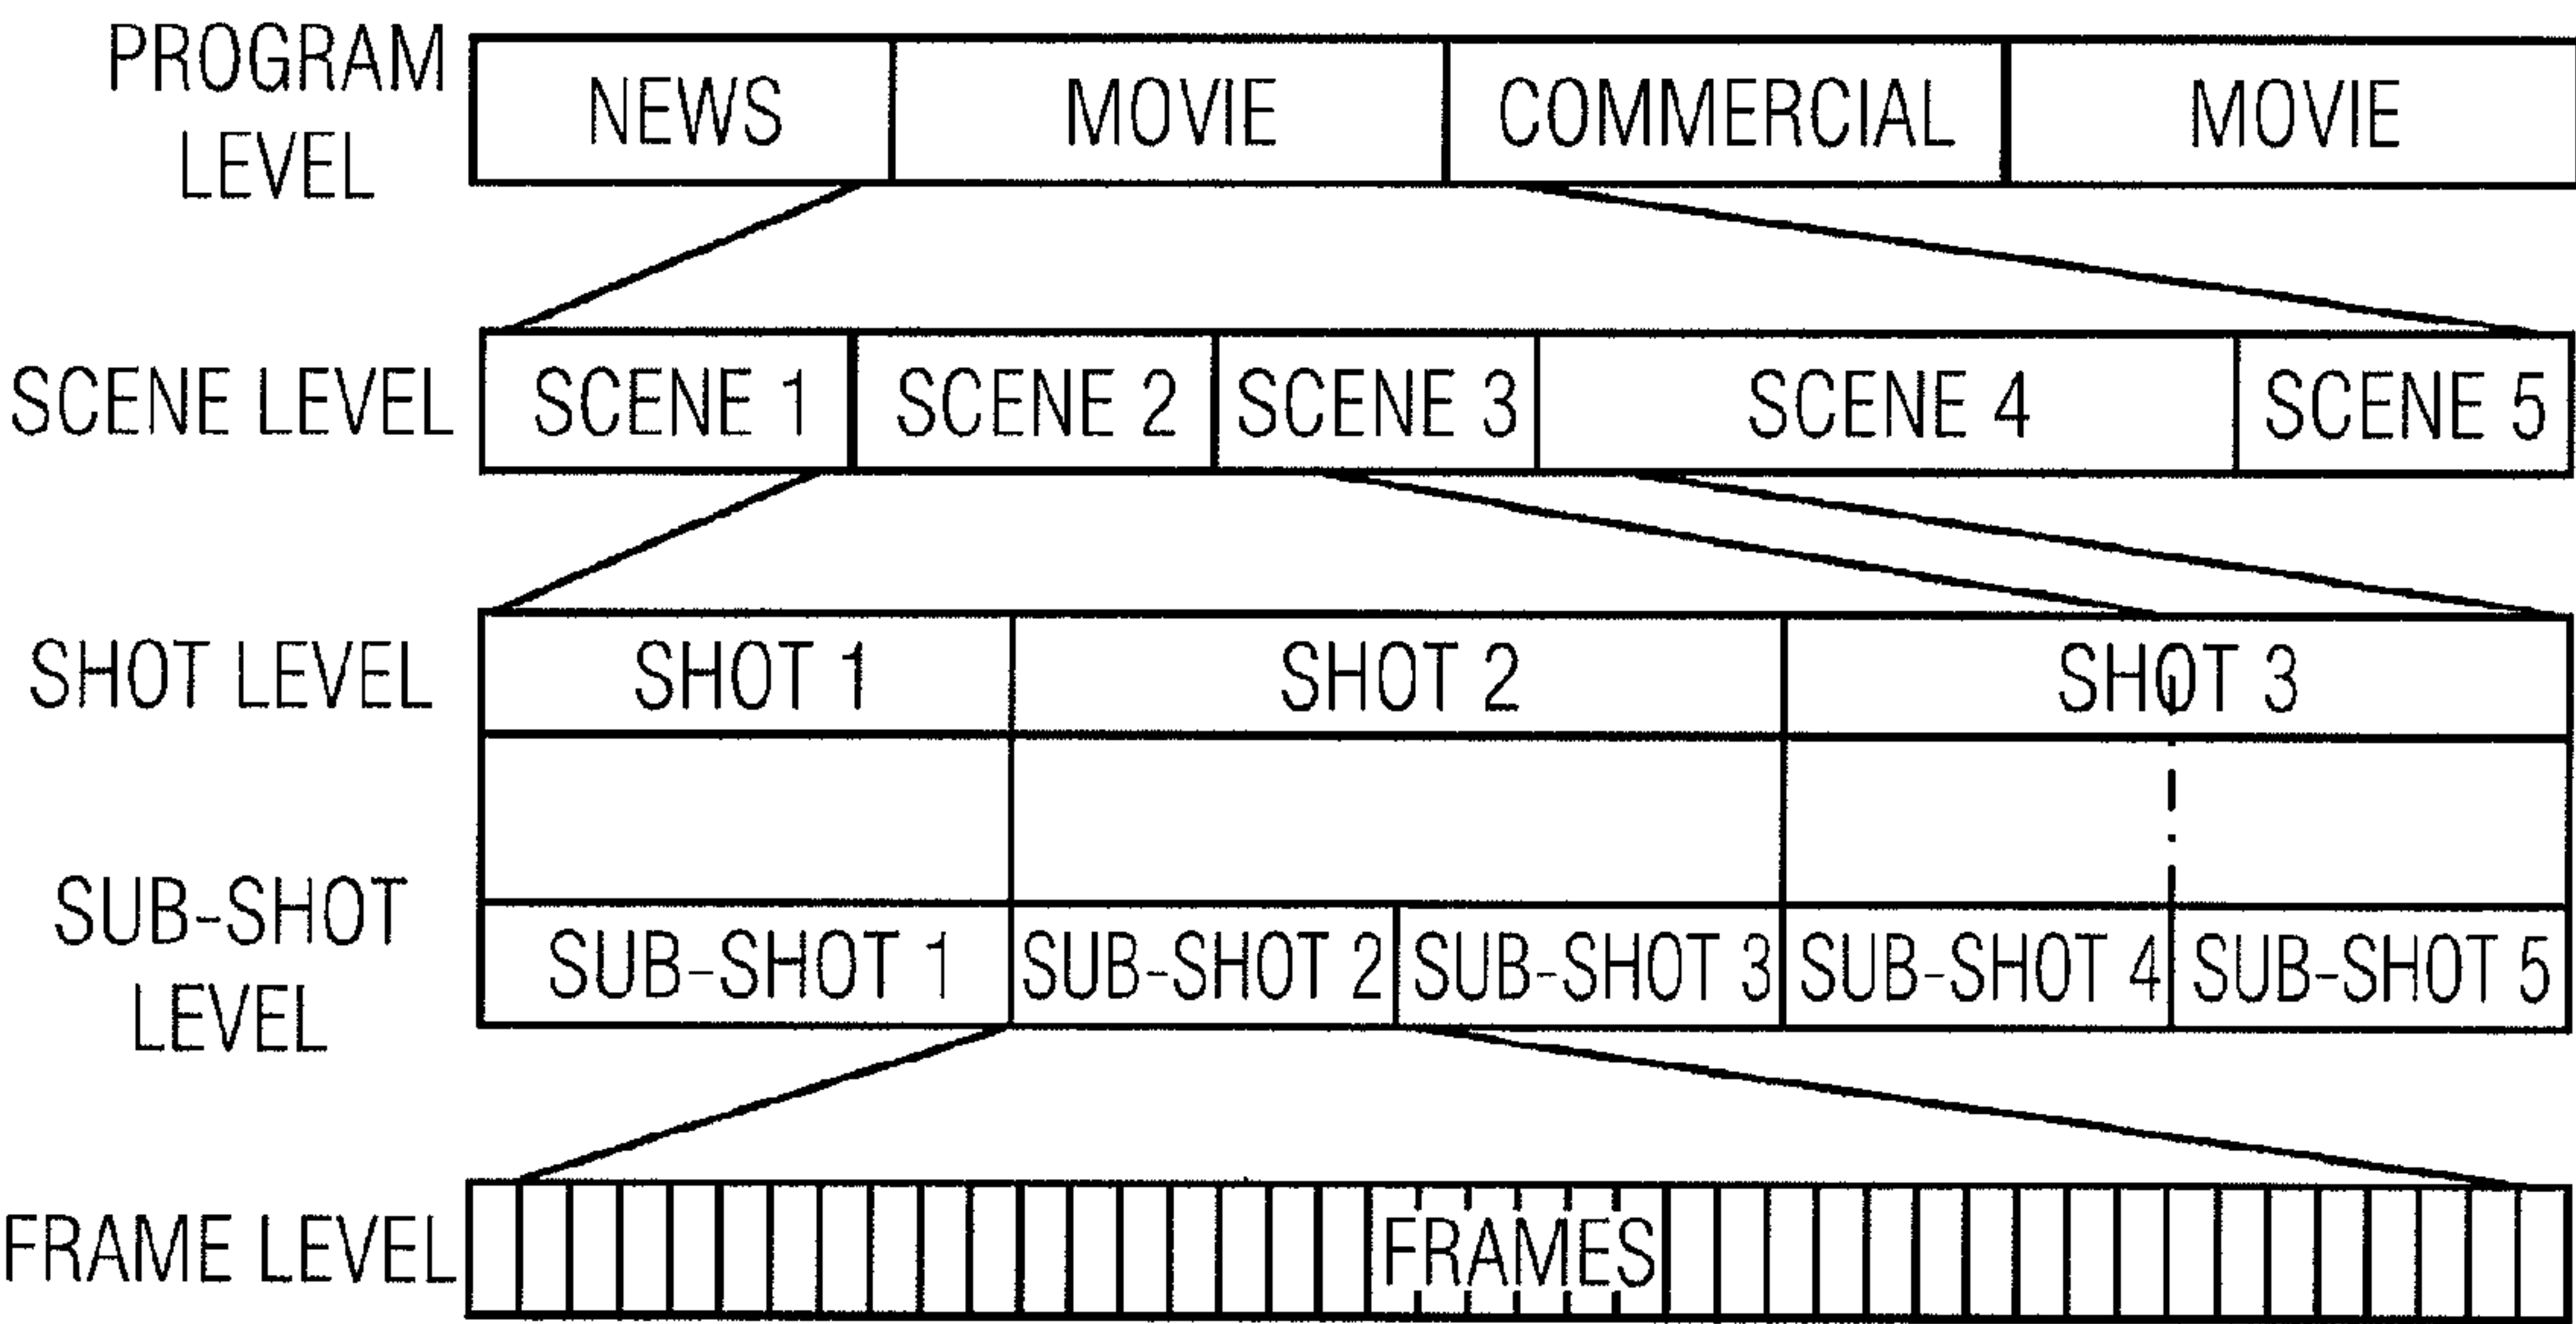 PROGRAM LEVEL
NEWS MOVIE COMMERCIAL MOVIE
SCENE LEVEL
SCENE 1 SCENE 2 SCENE 3 SCENE 4 SCENE 5
SHOT LEVEL
SHOT 1 SHOT 2 SHOT 3
SUB-SHOT LEVEL
SUB-SHOT 1 SUB-SHOT 2 SUB-SHOT 3 SUB-SHOT 4 SUB-SHOT 5
FRAME LEVEL
FRAMES